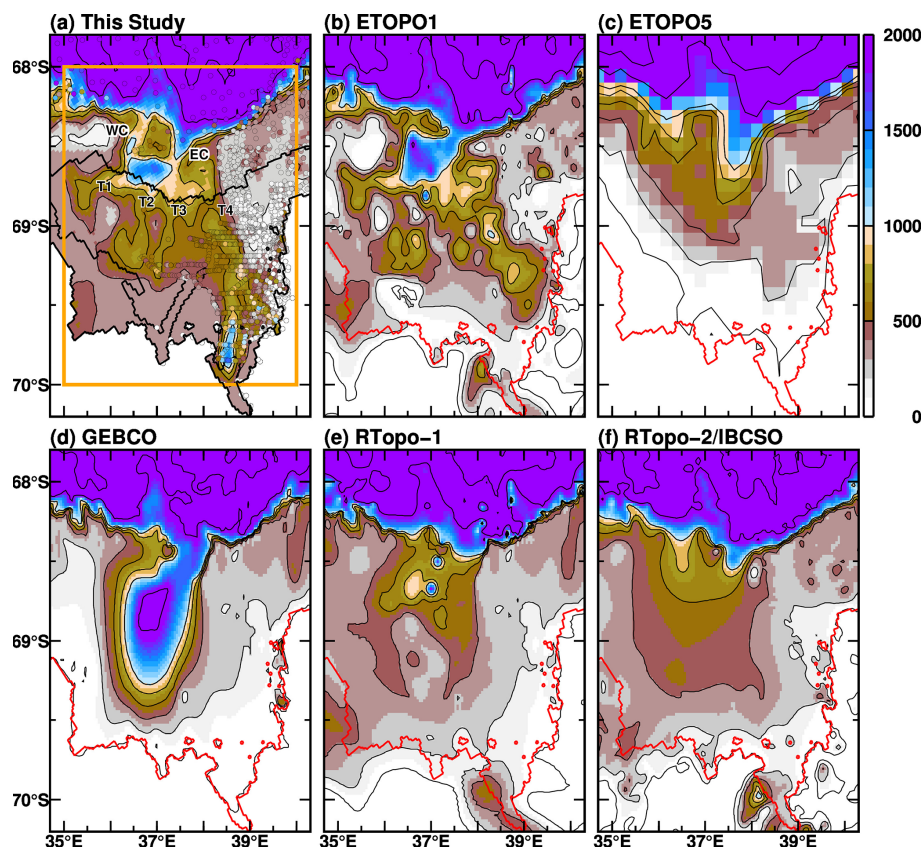 (a) This Study
(b) ETOPO1
(c) ETOPO5
68°S
69°S
70°S
WC
EC
T1
T2
T3
T4
2000
1500
1000
500
0
(d) GEBCO
(e) RTopo-1
(f) RTopo-2/IBCSO
68°S
69°S
70°S
35°E
37°E
39°E
35°E
37°E
39°E
35°E
37°E
39°E